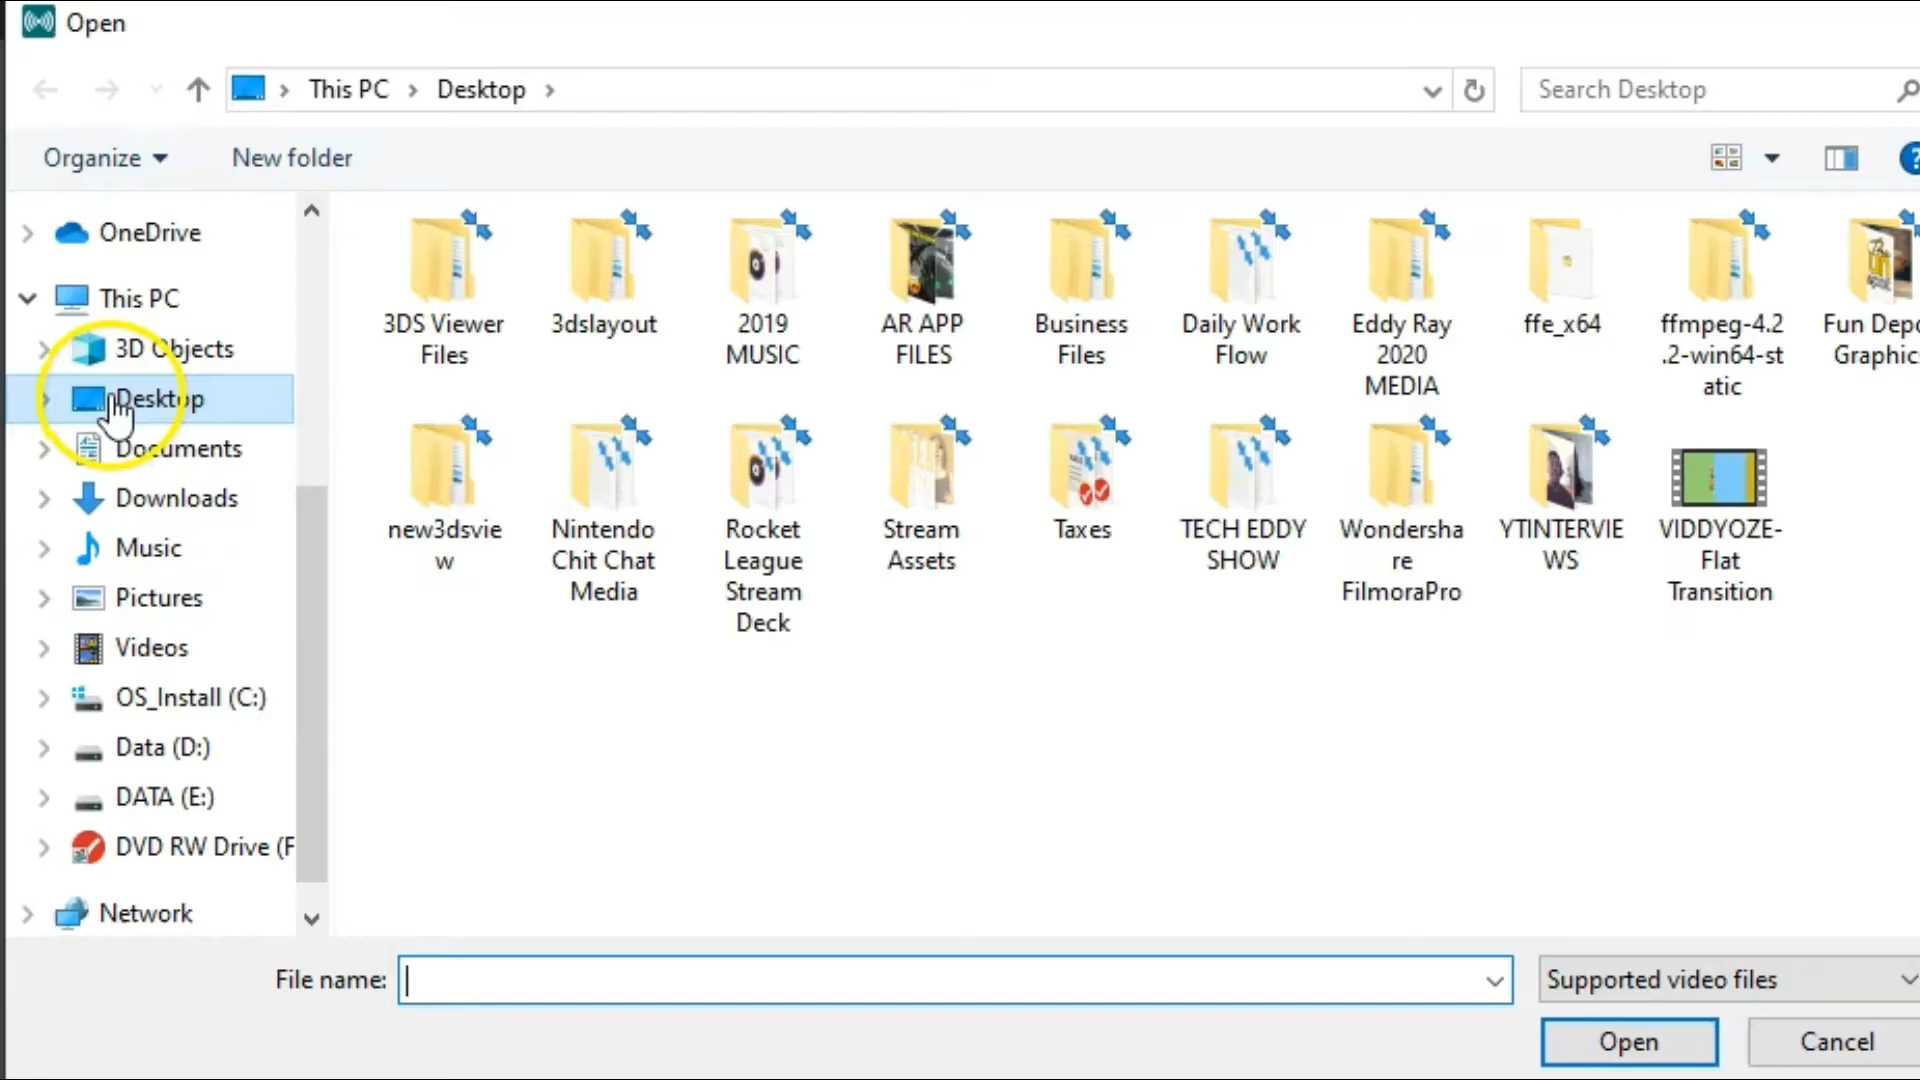 Open
This PC
Desktop
Search Desktop
Organize
New folder
OneDrive
This PC
3D Objects
Desktop
Documents
Downloads
Music
Pictures
Videos
OS_Install (C:)
Data (D:)
DATA (E:)
DVD RW Drive (F
Network
3DS Viewer
Files
3dslayout
2019
MUSIC
AR APP
FILES
Business
Files
Daily Work
Flow
Eddy Ray
2020
MEDIA
ffe_x64
ffmpeg-4.2
.2-win64-st
atic
Fun Depo
Graphics
new3dsvie
w
Nintendo
Chit Chat
Media
Rocket
League
Stream
Deck
Stream
Assets
Taxes
TECH EDDY
SHOW
Wondersha
re
FilmoraPro
YTINTERVIE
WS
VIDDYOZE-
Flat
Transition
File name:
Supported video files
Open
Cancel